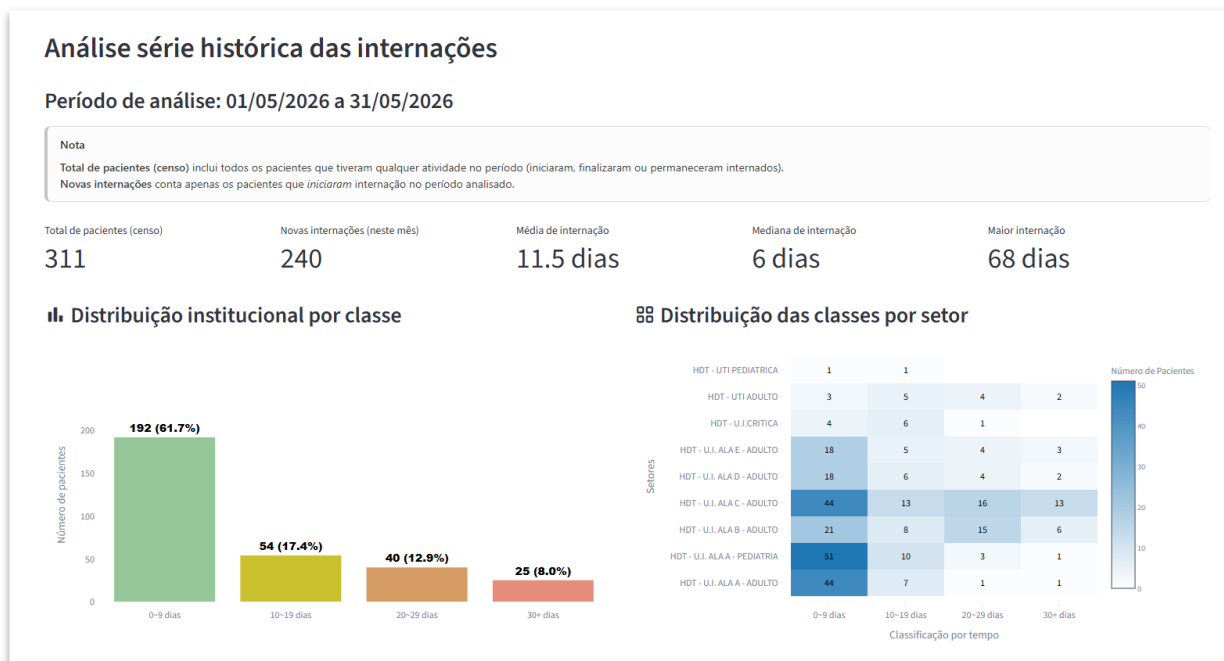 Análise série histórica das internações
Período de análise: 01/05/2026 a 31/05/2026
Nota
Total de pacientes (censo) inclui todos os pacientes que tiveram qualquer atividade no período (iniciaram, finalizaram ou permaneceram internados).
Novas internações conta apenas os pacientes que iniciaram internação no período analisado.
Total de pacientes (censo)
311
Novas internações (neste mês)
240
Média de internação
11.5 dias
Mediana de internação
6 dias
Maior internação
68 dias
Distribuição institucional por classe
Número de pacientes
200
150
100
50
0
192 (61.7%)
54 (17.4%)
40 (12.9%)
25 (8.0%)
0~9 dias
10~19 dias
20~29 dias
30+ dias
Distribuição das classes por setor
Setores
HDT - UTI PEDIATRICA 1 1
HDT - UTI ADULTO 3 5 4 2
HDT - U.I.CRITICA 4 6 1
HDT - U.I. ALA E - ADULTO 18 5 4 3
HDT - U.I. ALA D - ADULTO 18 6 4 2
HDT - U.I. ALA C - ADULTO 44 13 16 13
HDT - U.I. ALA B - ADULTO 21 8 15 6
HDT - U.I. ALA A - PEDIATRIA 51 10 3 1
HDT - U.I. ALA A - ADULTO 44 7 1 1
0~9 dias
10~19 dias
20~29 dias
30+ dias
Classificação por tempo
Número de Pacientes
50
40
30
20
10
0